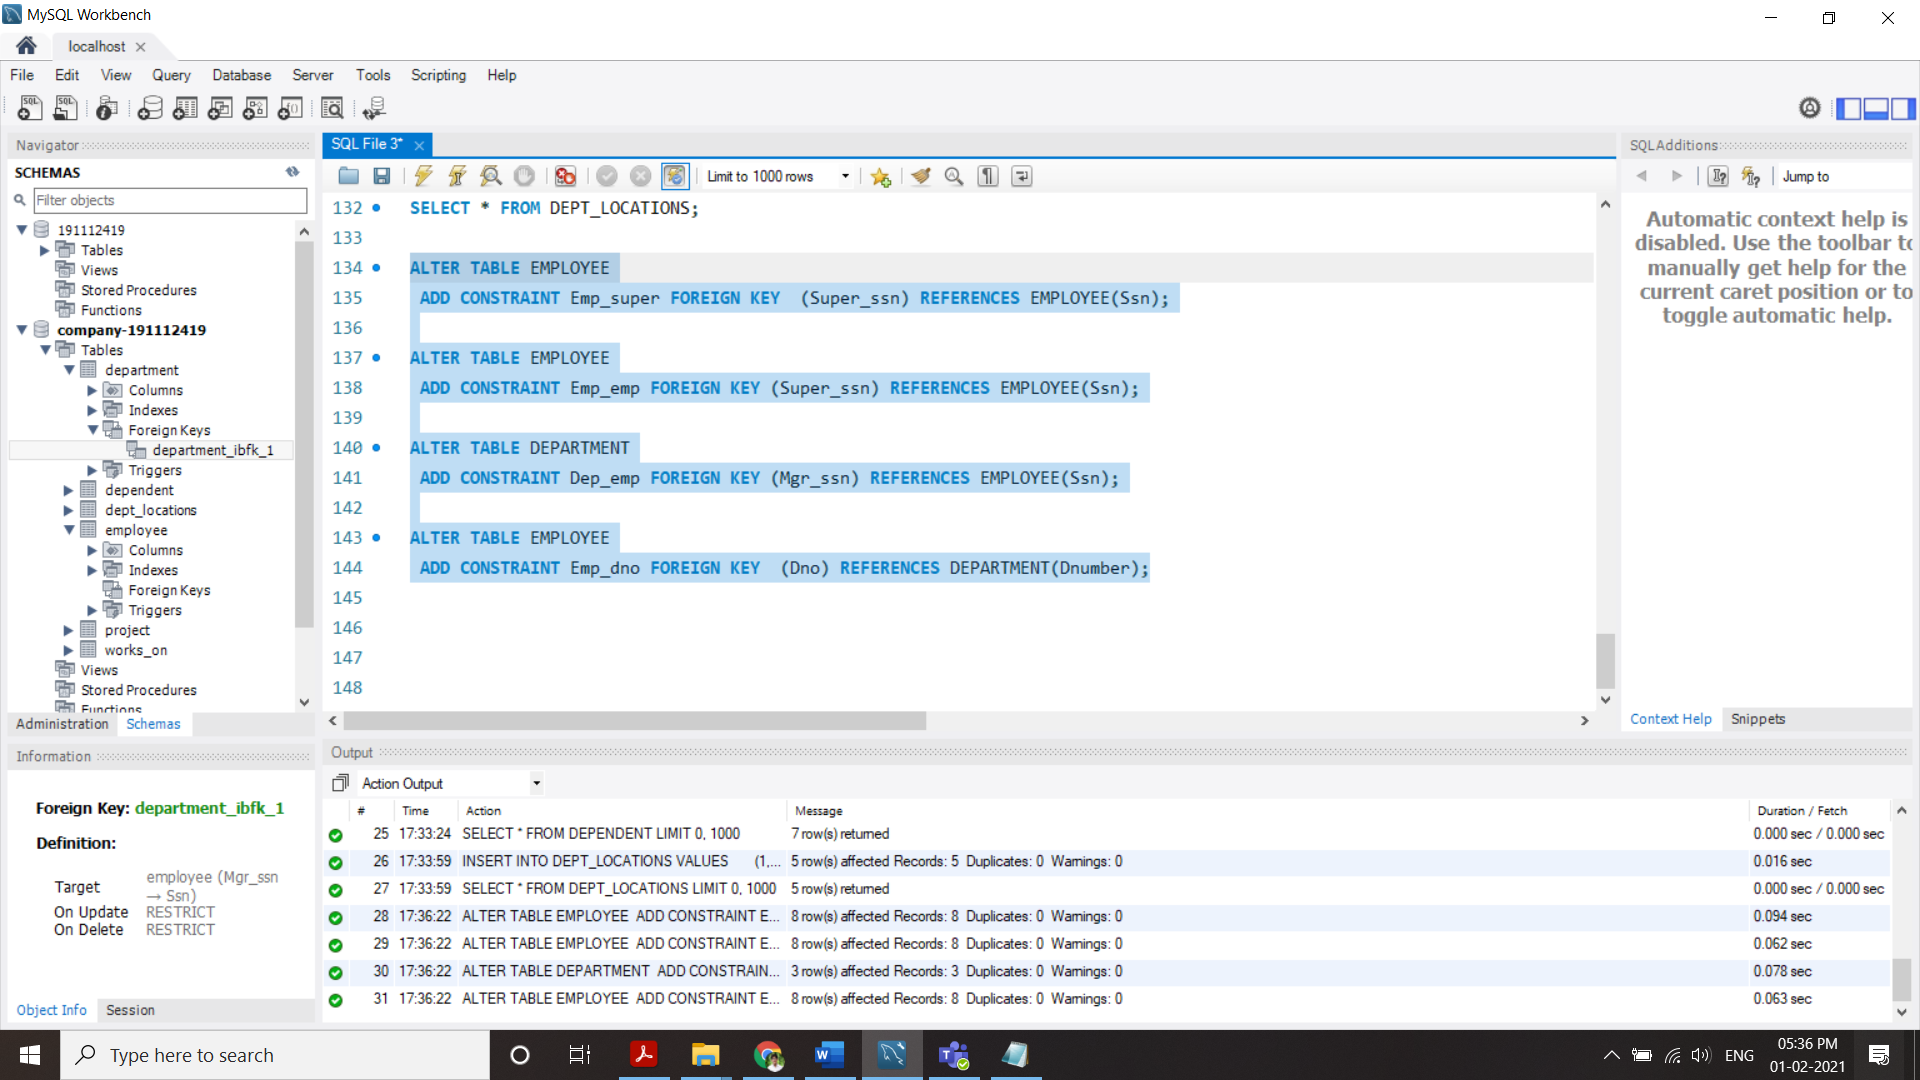 MySQL Workbench
localhost
File Edit View Query Database Server Tools Scripting Help
Navigator
SCHEMAS
Filter objects
191112419
Tables
Views
Stored Procedures
Functions
company-191112419
Tables
department
Columns
Indexes
Foreign Keys
department_ibfk_1
Triggers
dependent
dept_locations
employee
Columns
Indexes
Foreign Keys
Triggers
project
works_on
Views
Stored Procedures
Functions
Administration Schemas
Information
Foreign Key: department_ibfk_1
Definition:
Target employee (Mgr_ssn
→ Ssn)
On Update RESTRICT
On Delete RESTRICT
Object Info Session
SQL File 3*
Limit to 1000 rows
132 SELECT * FROM DEPT_LOCATIONS;
133
134 ALTER TABLE EMPLOYEE
135 ADD CONSTRAINT Emp_super FOREIGN KEY (Super_ssn) REFERENCES EMPLOYEE(Ssn);
136
137 ALTER TABLE EMPLOYEE
138 ADD CONSTRAINT Emp_emp FOREIGN KEY (Super_ssn) REFERENCES EMPLOYEE(Ssn);
139
140 ALTER TABLE DEPARTMENT
141 ADD CONSTRAINT Dep_emp FOREIGN KEY (Mgr_ssn) REFERENCES EMPLOYEE(Ssn);
142
143 ALTER TABLE EMPLOYEE
144 ADD CONSTRAINT Emp_dno FOREIGN KEY (Dno) REFERENCES DEPARTMENT(Dnumber);
145
146
147
148
SQLAdditions
Jump to
Automatic context help is
disabled. Use the toolbar to
manually get help for the
current caret position or to
toggle automatic help.
Context Help Snippets
Output
Action Output
# Time Action Message Duration / Fetch
25 17:33:24 SELECT * FROM DEPENDENT LIMIT 0, 1000 7 row(s) returned 0.000 sec / 0.000 sec
26 17:33:59 INSERT INTO DEPT_LOCATIONS VALUES (1,... 5 row(s) affected Records: 5 Duplicates: 0 Warnings: 0 0.016 sec
27 17:33:59 SELECT * FROM DEPT_LOCATIONS LIMIT 0, 1000 5 row(s) returned 0.000 sec / 0.000 sec
28 17:36:22 ALTER TABLE EMPLOYEE ADD CONSTRAINT E... 8 row(s) affected Records: 8 Duplicates: 0 Warnings: 0 0.094 sec
29 17:36:22 ALTER TABLE EMPLOYEE ADD CONSTRAINT E... 8 row(s) affected Records: 8 Duplicates: 0 Warnings: 0 0.062 sec
30 17:36:22 ALTER TABLE DEPARTMENT ADD CONSTRAIN... 3 row(s) affected Records: 3 Duplicates: 0 Warnings: 0 0.078 sec
31 17:36:22 ALTER TABLE EMPLOYEE ADD CONSTRAINT E... 8 row(s) affected Records: 8 Duplicates: 0 Warnings: 0 0.063 sec
Type here to search
ENG
05:36 PM
01-02-2021